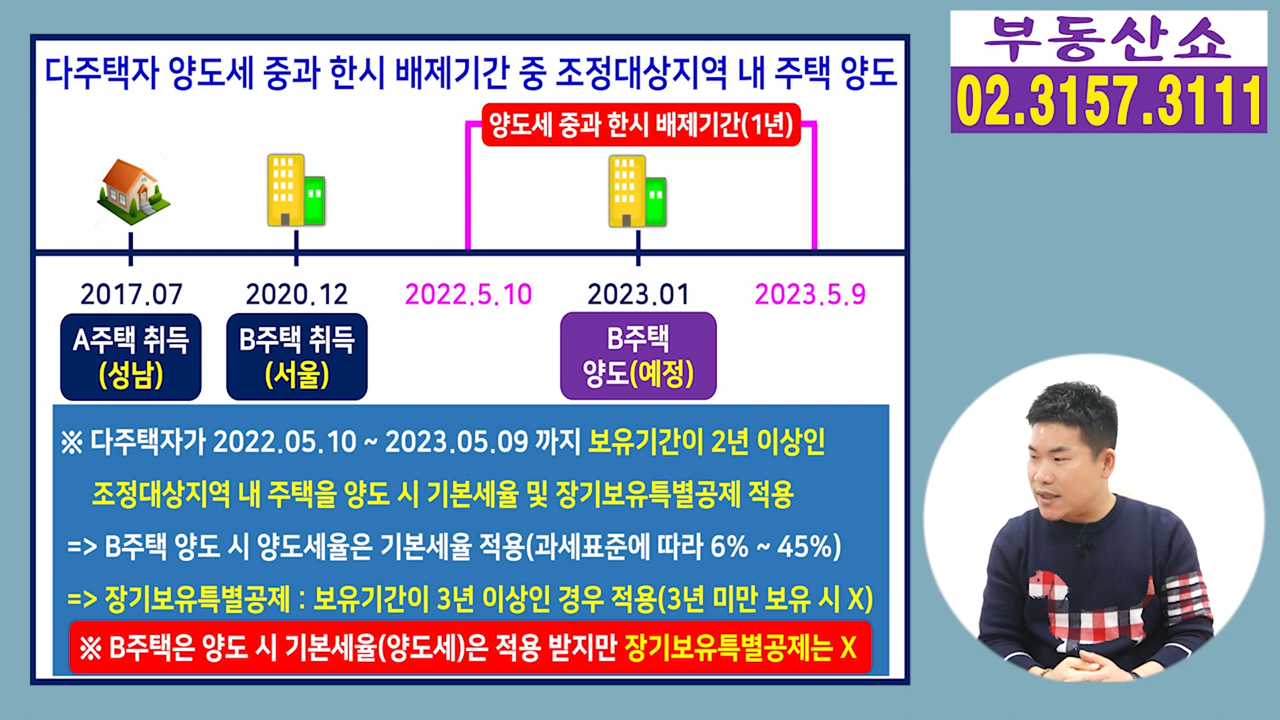 다주택자 양도세 중과 한시 배제기간 중 조정대상지역 내 주택 양도
부동산쇼
02.3157.3111
양도세 중과 한시 배제기간(1년)
2017.07
2020.12
2022.5.10
2023.01
2023.5.9
A주택 취득
(성남)
B주택 취득
(서울)
B주택
양도(예정)
※ 다주택자가 2022.05.10 ~ 2023.05.09 까지 보유기간이 2년 이상인
조정대상지역 내 주택을 양도 시 기본세율 및 장기보유특별공제 적용
=> B주택 양도 시 양도세율은 기본세율 적용(과세표준에 따라 6% ~ 45%)
=> 장기보유특별공제 : 보유기간이 3년 이상인 경우 적용(3년 미만 보유 시 X)
※ B주택은 양도 시 기본세율(양도세)은 적용 받지만 장기보유특별공제는 X